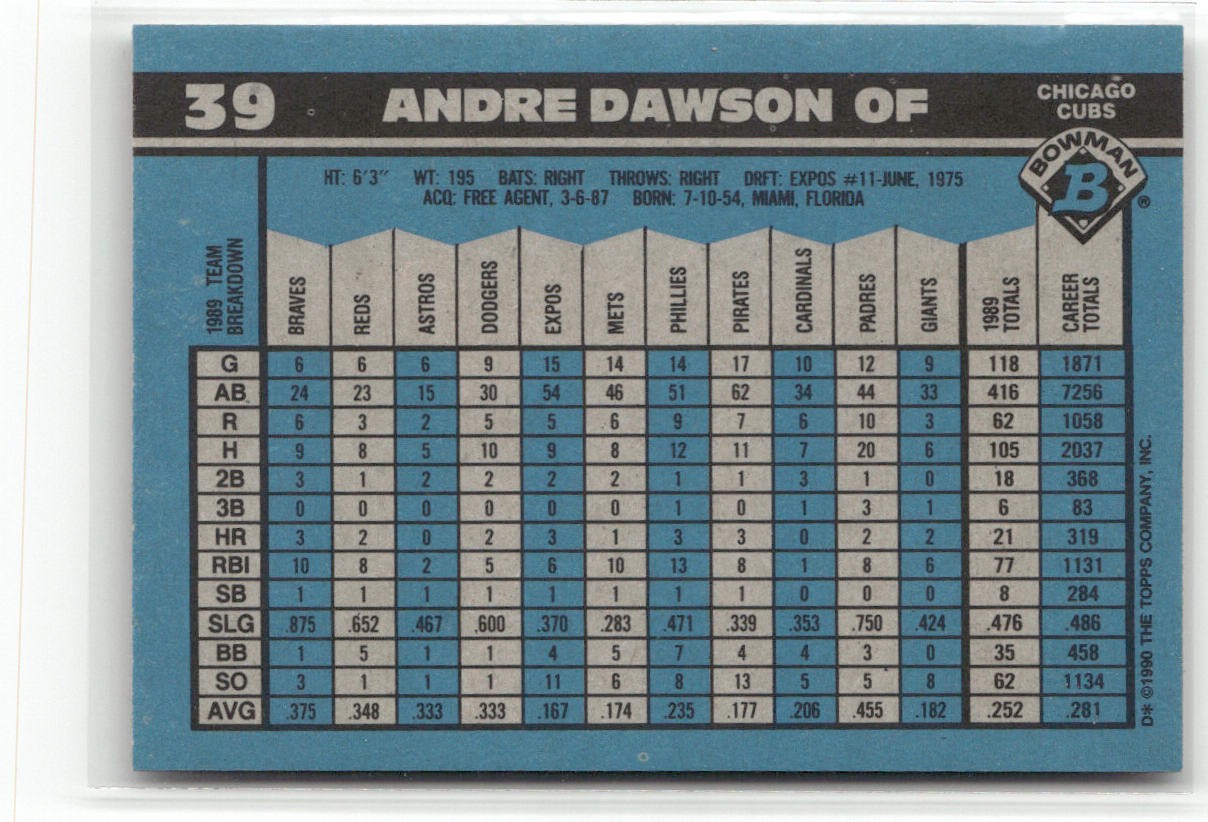 39 ANDRE DAWSON OF CHICAGO
CUBS
BOWMAN
B ®
HT: 6'3" WT: 195 BATS: RIGHT THROWS: RIGHT DRFT: EXPOS #11-JUNE, 1975
ACQ: FREE AGENT, 3-6-87 BORN: 7-10-54, MIAMI, FLORIDA
1989 TEAM
BREAKDOWN
BRAVES
REDS
ASTROS
DODGERS
EXPOS
METS
PHILLIES
PIRATES
CARDINALS
PADRES
GIANTS
1989
TOTALS
CAREER
TOTALS
G 6 6 6 9 15 14 14 17 10 12 9 118 1871
AB 24 23 15 30 54 46 51 62 34 44 33 416 7256
R 6 3 2 5 5 6 9 7 6 10 3 62 1058
H 9 8 5 10 9 8 12 11 7 20 6 105 2037
2B 3 1 2 2 2 2 1 1 3 1 0 18 368
3B 0 0 0 0 0 0 1 0 1 3 1 6 83
HR 3 2 0 2 3 1 3 3 0 2 2 21 319
RBI 10 8 2 5 6 10 13 8 1 8 6 77 1131
SB 1 1 1 1 1 1 1 1 0 0 0 8 284
SLG .875 .652 .467 .600 .370 .283 .471 .339 .353 .750 .424 .476 .486
BB 1 5 1 1 4 5 7 4 4 3 0 35 458
SO 3 1 1 1 11 6 8 13 5 5 8 62 1134
AVG .375 .348 .333 .333 .167 .174 .235 .177 .206 .455 .182 .252 .281
D* ©1990 THE TOPPS COMPANY, INC.